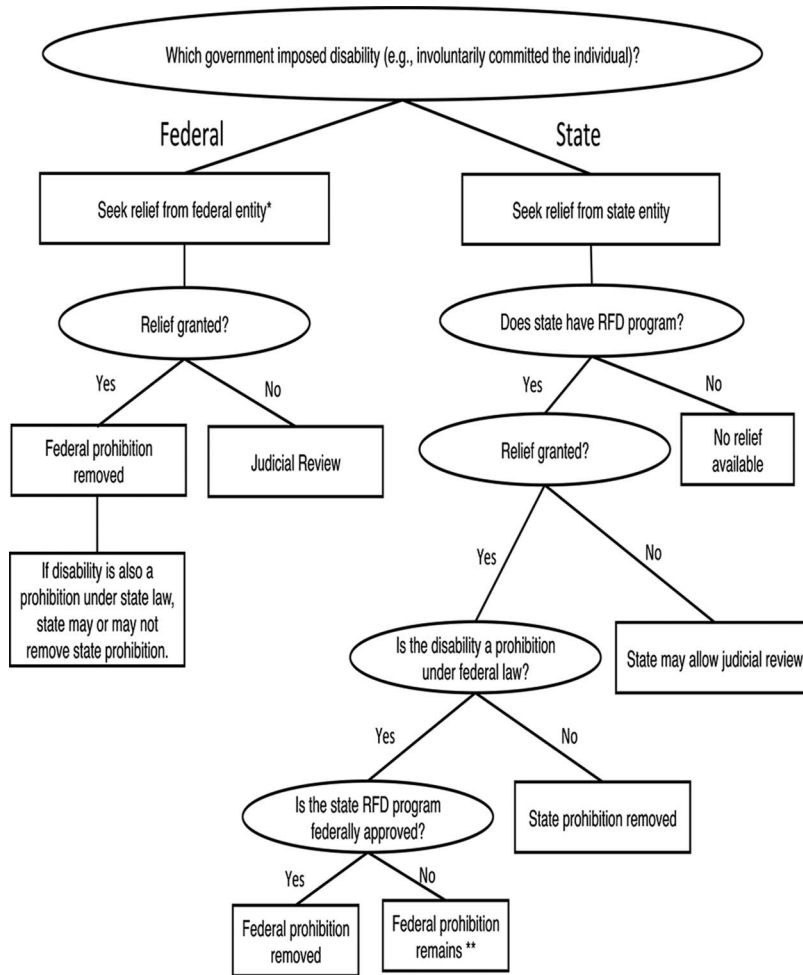 Which government imposed disability (e.g., involuntarily committed the individual)?
Federal
State
Seek relief from federal entity*
Seek relief from state entity
Relief granted?
Does state have RFD program?
Yes
No
Yes
No
Federal prohibition
removed
Judicial Review
Relief granted?
No relief
available
If disability is also a
prohibition under state law,
state may or may not
remove state prohibition.
Yes
No
Is the disability a prohibition
under federal law?
State may allow judicial review
Yes
No
Is the state RFD program
federally approved?
State prohibition removed
Yes
No
Federal prohibition
removed
Federal prohibition
remains **